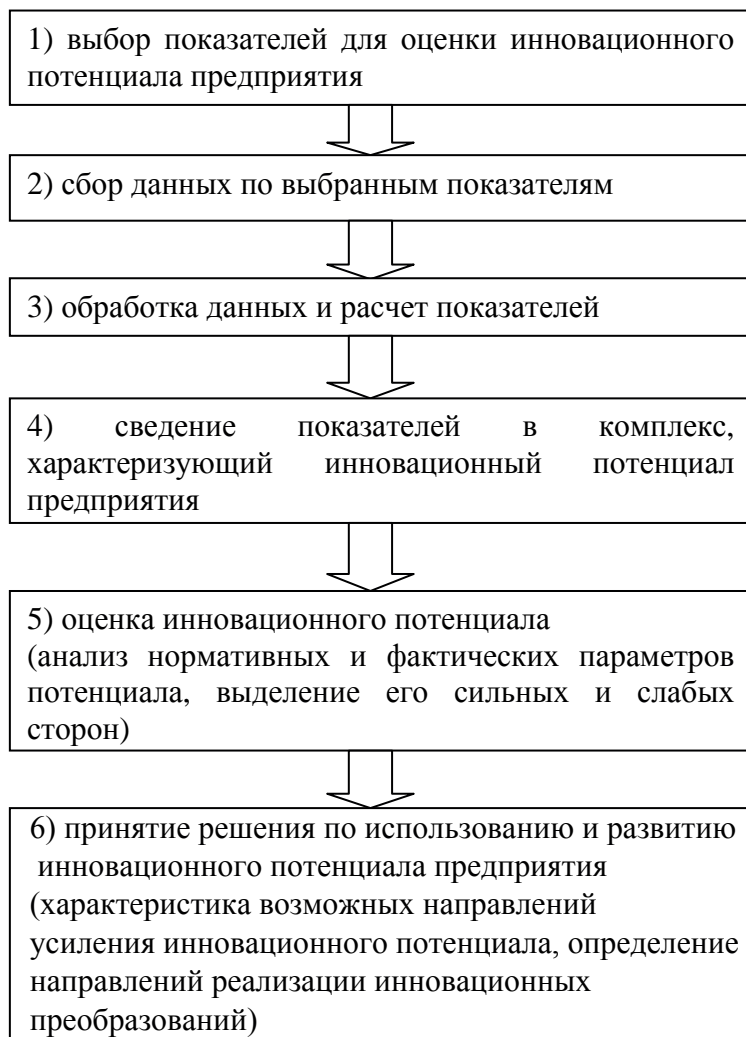 1) выбор показателей для оценки инновационного
потенциала предприятия
2) сбор данных по выбранным показателям
3) обработка данных и расчет показателей
4) сведение показателей в комплекс,
характеризующий инновационный потенциал
предприятия
5) оценка инновационного потенциала
(анализ нормативных и фактических параметров
потенциала, выделение его сильных и слабых
сторон)
6) принятие решения по использованию и развитию
инновационного потенциала предприятия
(характеристика возможных направлений
усиления инновационного потенциала, определение
направлений реализации инновационных
преобразований)